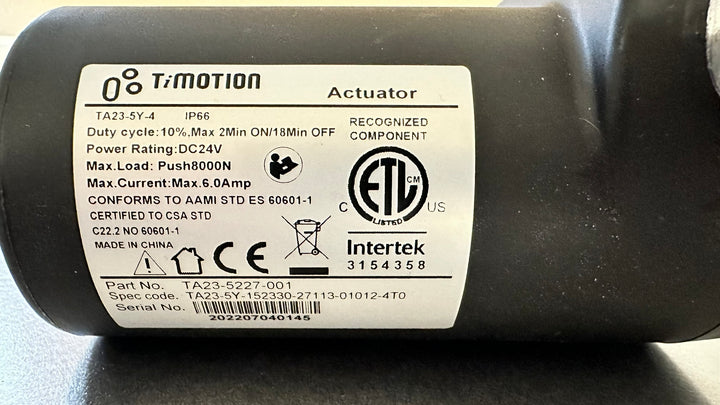 TiMOTION
Actuator
TA23-5Y-4 IP66
Duty cycle:10%,Max 2Min ON/18Min OFF
Power Rating:DC24V
Max.Load: Push8000N
Max.Current:Max.6.0Amp
CONFORMS TO AAMI STD ES 60601-1
CERTIFIED TO CSA STD
C22.2 NO 60601-1
MADE IN CHINA
CE
RECOGNIZED
COMPONENT
ETL CM
C US
LISTED
Intertek
3154358
Part No. TA23-5227-001
Spec code. TA23-5Y-152330-27113-01012-4T0
Serial No.
202207040145